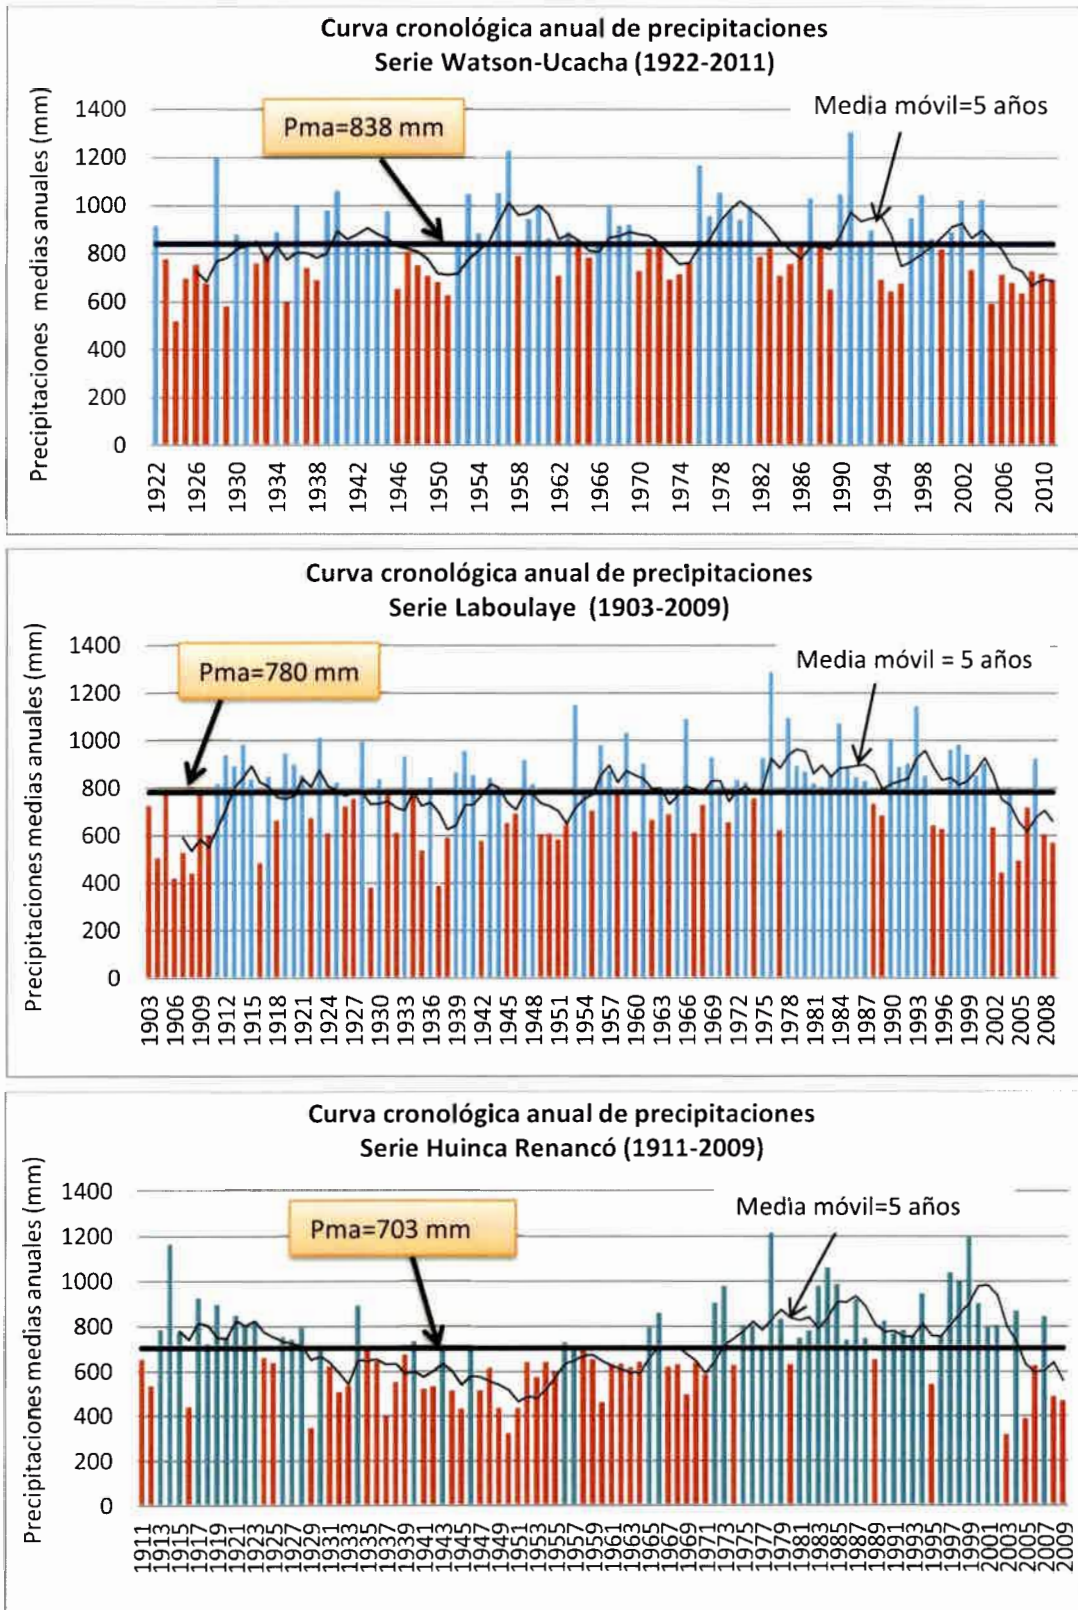 Curva cronológica anual de precipitaciones
Serie Watson-Ucacha (1922-2011)
Precipitaciones medias anuales (mm)
Pma=838 mm
Media móvil=5 años
1400
1200
1000
800
600
400
200
0
1922 1926 1930 1934 1938 1942 1946 1950 1954 1958 1962 1966 1970 1974 1978 1982 1986 1990 1994 1998 2002 2006 2010
Curva cronológica anual de precipitaciones
Serie Laboulaye (1903-2009)
Precipitaciones medias anuales (mm)
Pma=780 mm
Media móvil = 5 años
1400
1200
1000
800
600
400
200
0
1903 1906 1909 1912 1915 1918 1921 1924 1927 1930 1933 1936 1939 1942 1945 1948 1951 1954 1957 1960 1963 1966 1969 1972 1975 1978 1981 1984 1987 1990 1993 1996 1999 2002 2005 2008
Curva cronológica anual de precipitaciones
Serie Huinca Renancó (1911-2009)
Precipitaciones medias anuales (mm)
Pma=703 mm
Media móvil=5 años
1400
1200
1000
800
600
400
200
0
1911 1913 1915 1917 1919 1921 1923 1925 1927 1929 1931 1933 1935 1937 1939 1941 1943 1945 1947 1949 1951 1953 1955 1957 1959 1961 1963 1965 1967 1969 1971 1973 1975 1977 1979 1981 1983 1985 1987 1989 1991 1993 1995 1997 1999 2001 2003 2005 2007 2009